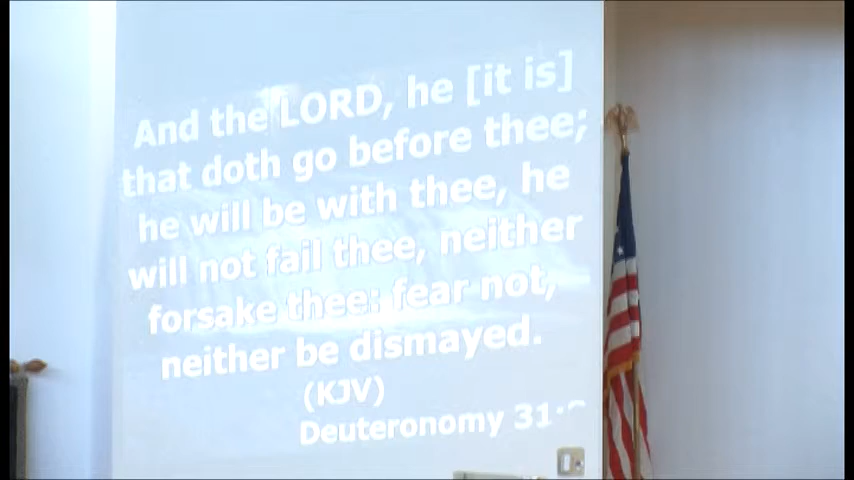 And the LORD, he [it is]
that doth go before thee;
he will be with thee, he
will not fail thee, neither
forsake thee: fear not,
neither be dismayed.
(KJV)
Deuteronomy 31: